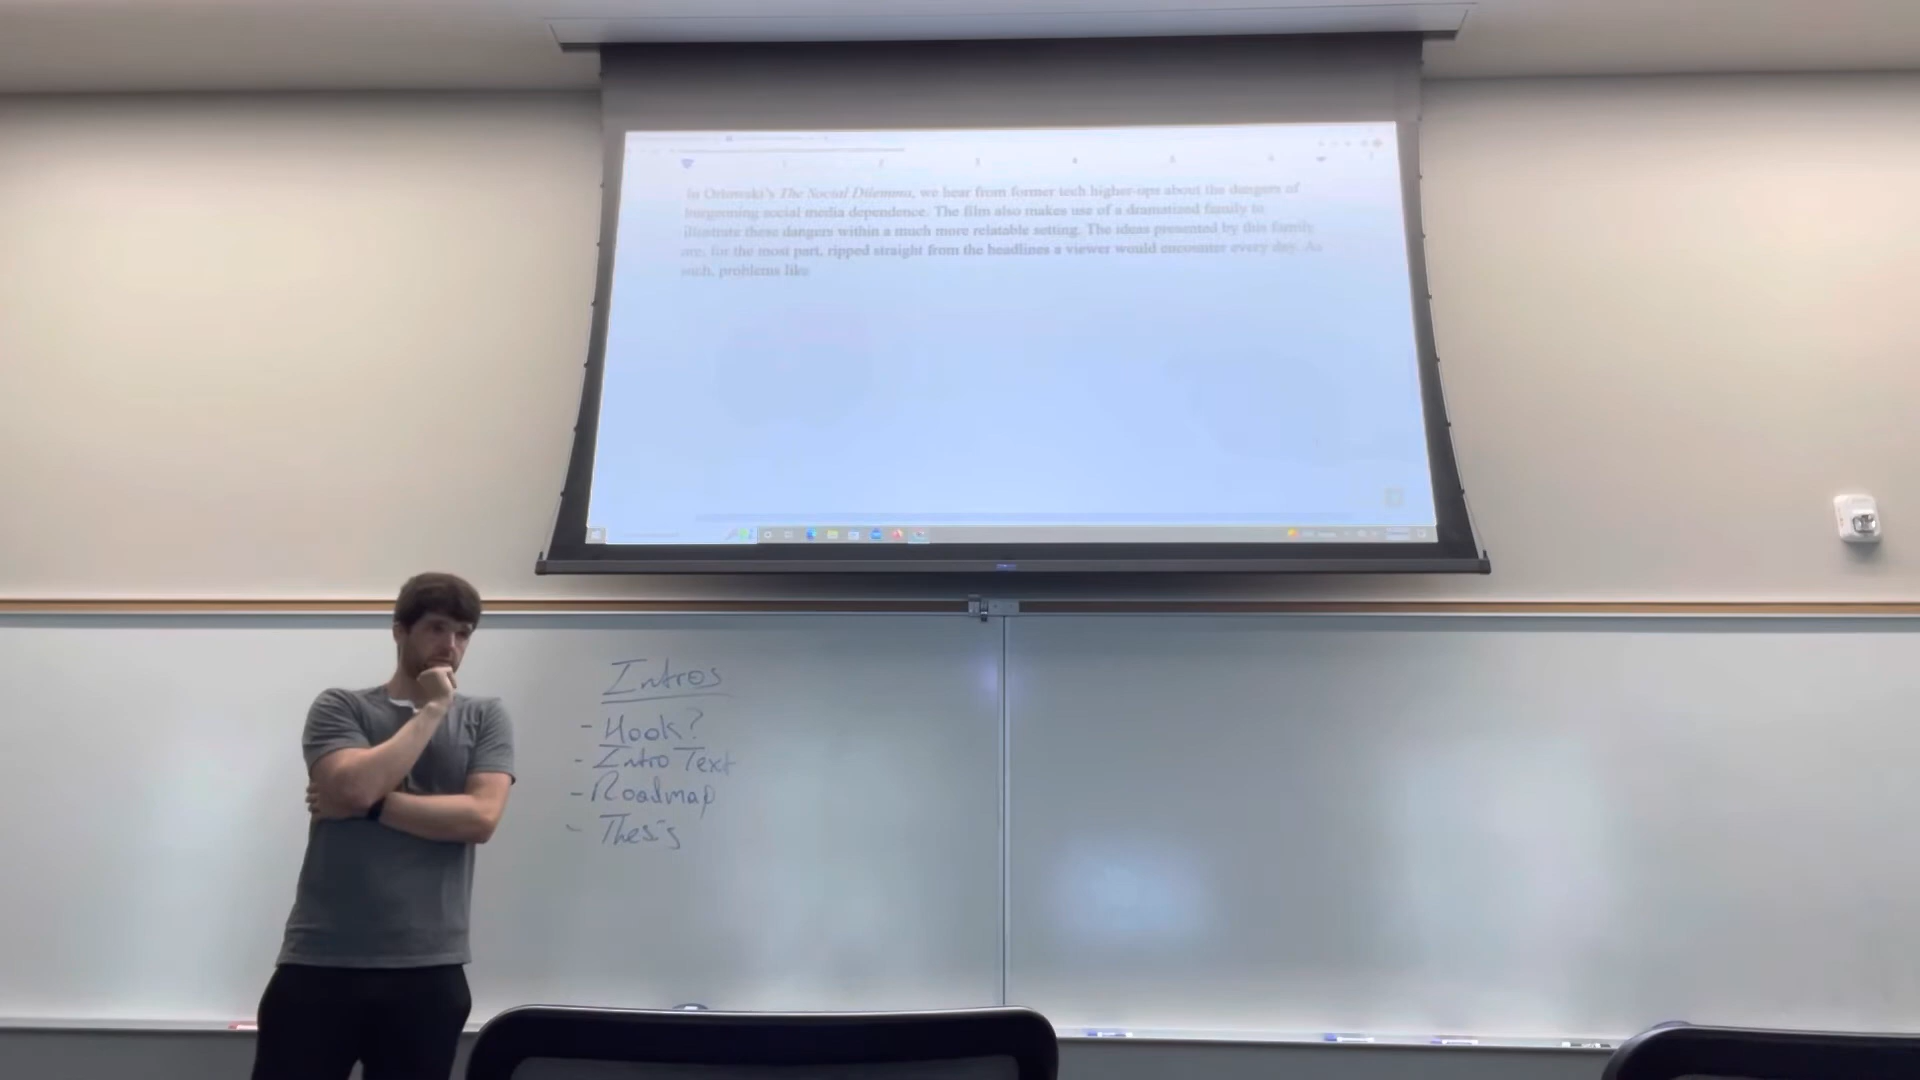 In Orlowski's The Social Dilemma, we hear from former tech higher-ups about the dangers of
burgeoning social media dependence. The film also makes use of a dramatized family to
illustrate these dangers within a much more relatable setting. The ideas presented by this family
are, for the most part, ripped straight from the headlines a viewer would encounter every day. As
such, problems like
Intros
- Hook?
- Intro Text
- Roadmap
- Thesis